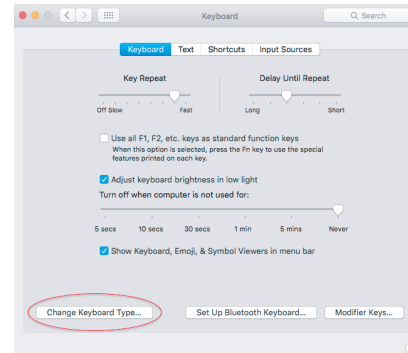 Keyboard
Search
Keyboard Text Shortcuts Input Sources
Key Repeat Delay Until Repeat
Off Slow Fast Long Short
Use all F1, F2, etc. keys as standard function keys
When this option is selected, press the Fn key to use the special
features printed on each key.
Adjust keyboard brightness in low light
Turn off when computer is not used for:
5 secs 10 secs 30 secs 1 min 5 mins Never
Show Keyboard, Emoji, & Symbol Viewers in menu bar
Change Keyboard Type... Set Up Bluetooth Keyboard... Modifier Keys...